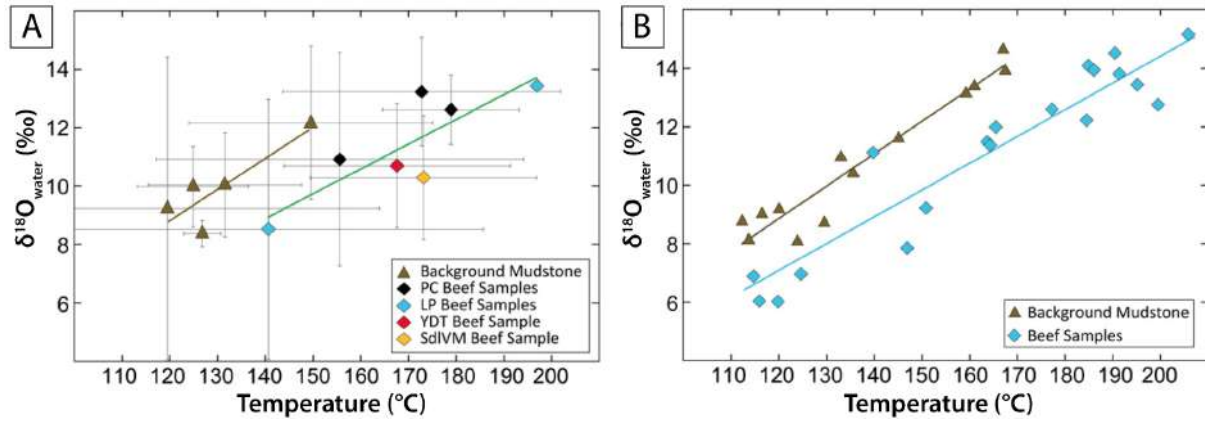 A
δ18Owater (‰)
14
12
10
8
6
Background Mudstone
PC Beef Samples
LP Beef Samples
YDT Beef Sample
SdlVM Beef Sample
110 120 130 140 150 160 170 180 190 200
Temperature (°C)
B
δ18Owater (‰)
14
12
10
8
6
Background Mudstone
Beef Samples
110 120 130 140 150 160 170 180 190 200
Temperature (°C)